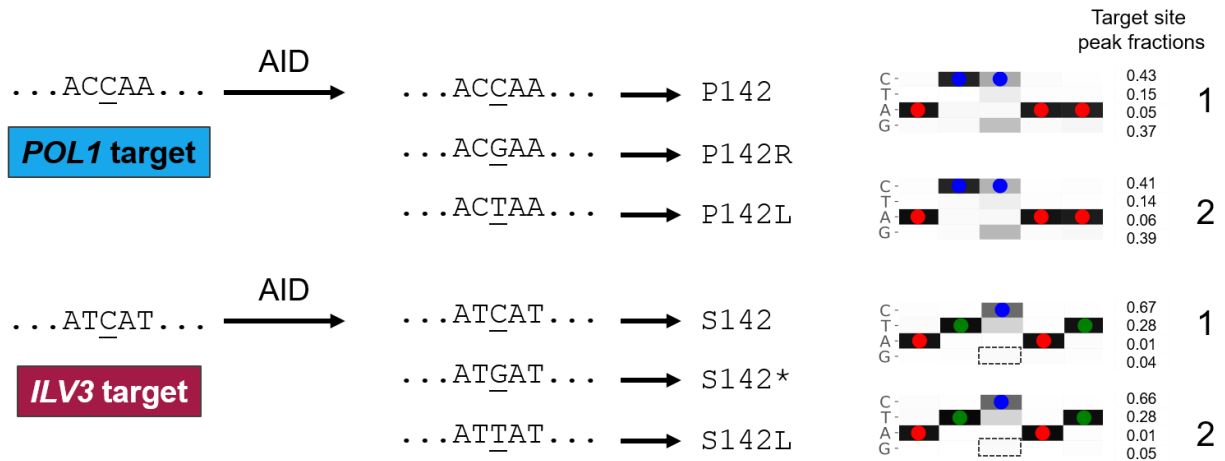 Target site
peak fractions
...ACCAA...
AID
...ACCAA...
P142
C -
T -
A -
G -
0.43
0.15
0.05
0.37
1
POL1 target
...ACGAA...
P142R
...ACTAA...
P142L
C -
T -
A -
G -
0.41
0.14
0.06
0.39
2
...ATCAT...
AID
...ATCAT...
S142
C -
T -
A -
G -
0.67
0.28
0.01
0.04
1
ILV3 target
...ATGAT...
S142*
...ATTAT...
S142L
C -
T -
A -
G -
0.66
0.28
0.01
0.05
2